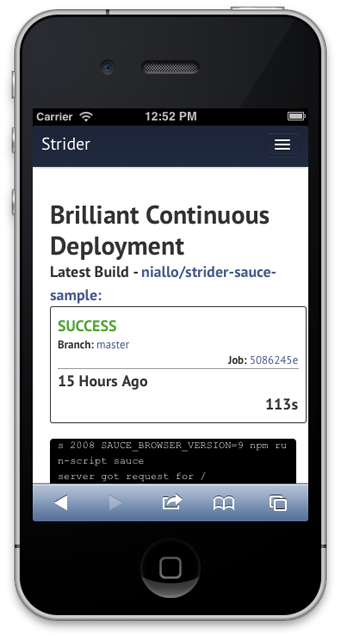 Carrier 12:52 PM
Strider
Brilliant Continuous
Deployment
Latest Build - niallo/strider-sauce-
sample:
SUCCESS
Branch: master
Job: 5086245e
15 Hours Ago
113s
s 2008 SAUCE_BROWSER_VERSION=9 npm ru
n-script sauce
server got request for /